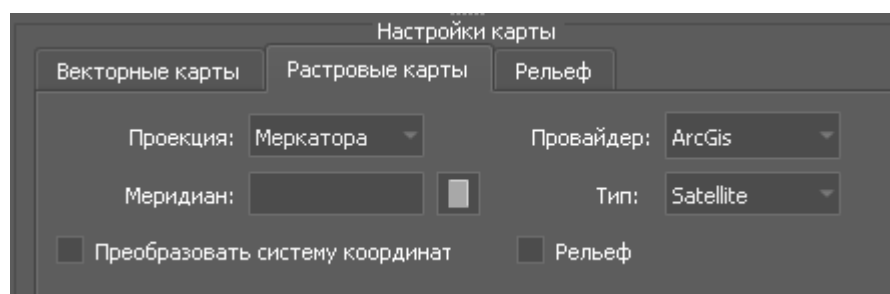 Настройки карты
Векторные карты Растровые карты Рельеф
Проекция: Меркатора Провайдер: ArcGis
Меридиан: Тип: Satellite
Преобразовать систему координат Рельеф